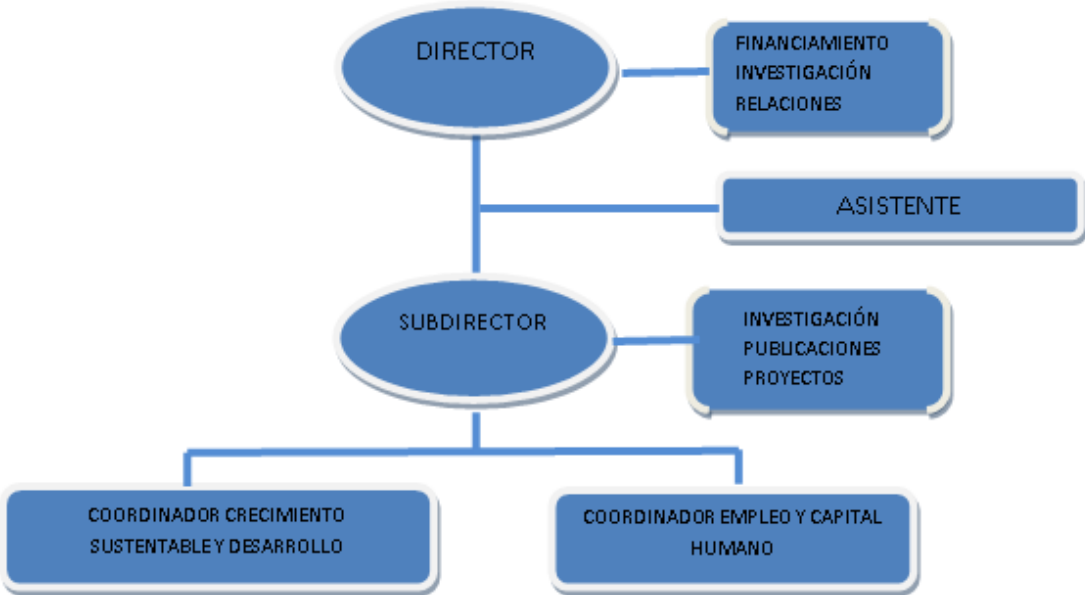 DIRECTOR
FINANCIAMIENTO
INVESTIGACIÓN
RELACIONES
ASISTENTE
SUBDIRECTOR
INVESTIGACIÓN
PUBLICACIONES
PROYECTOS
COORDINADOR CRECIMIENTO
SUSTENTABLE Y DESARROLLO
COORDINADOR EMPLEO Y CAPITAL
HUMANO